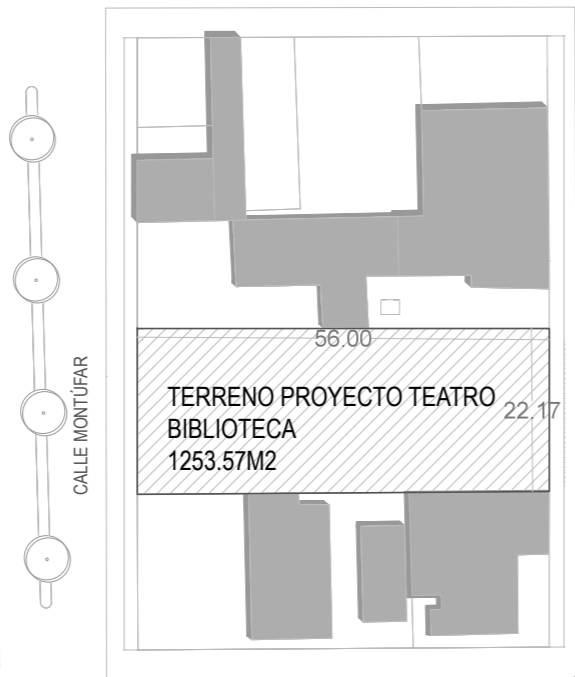 56.00
TERRENO PROYECTO TEATRO
BIBLIOTECA
1253.57M2
22.17
CALLE MONTÚFAR